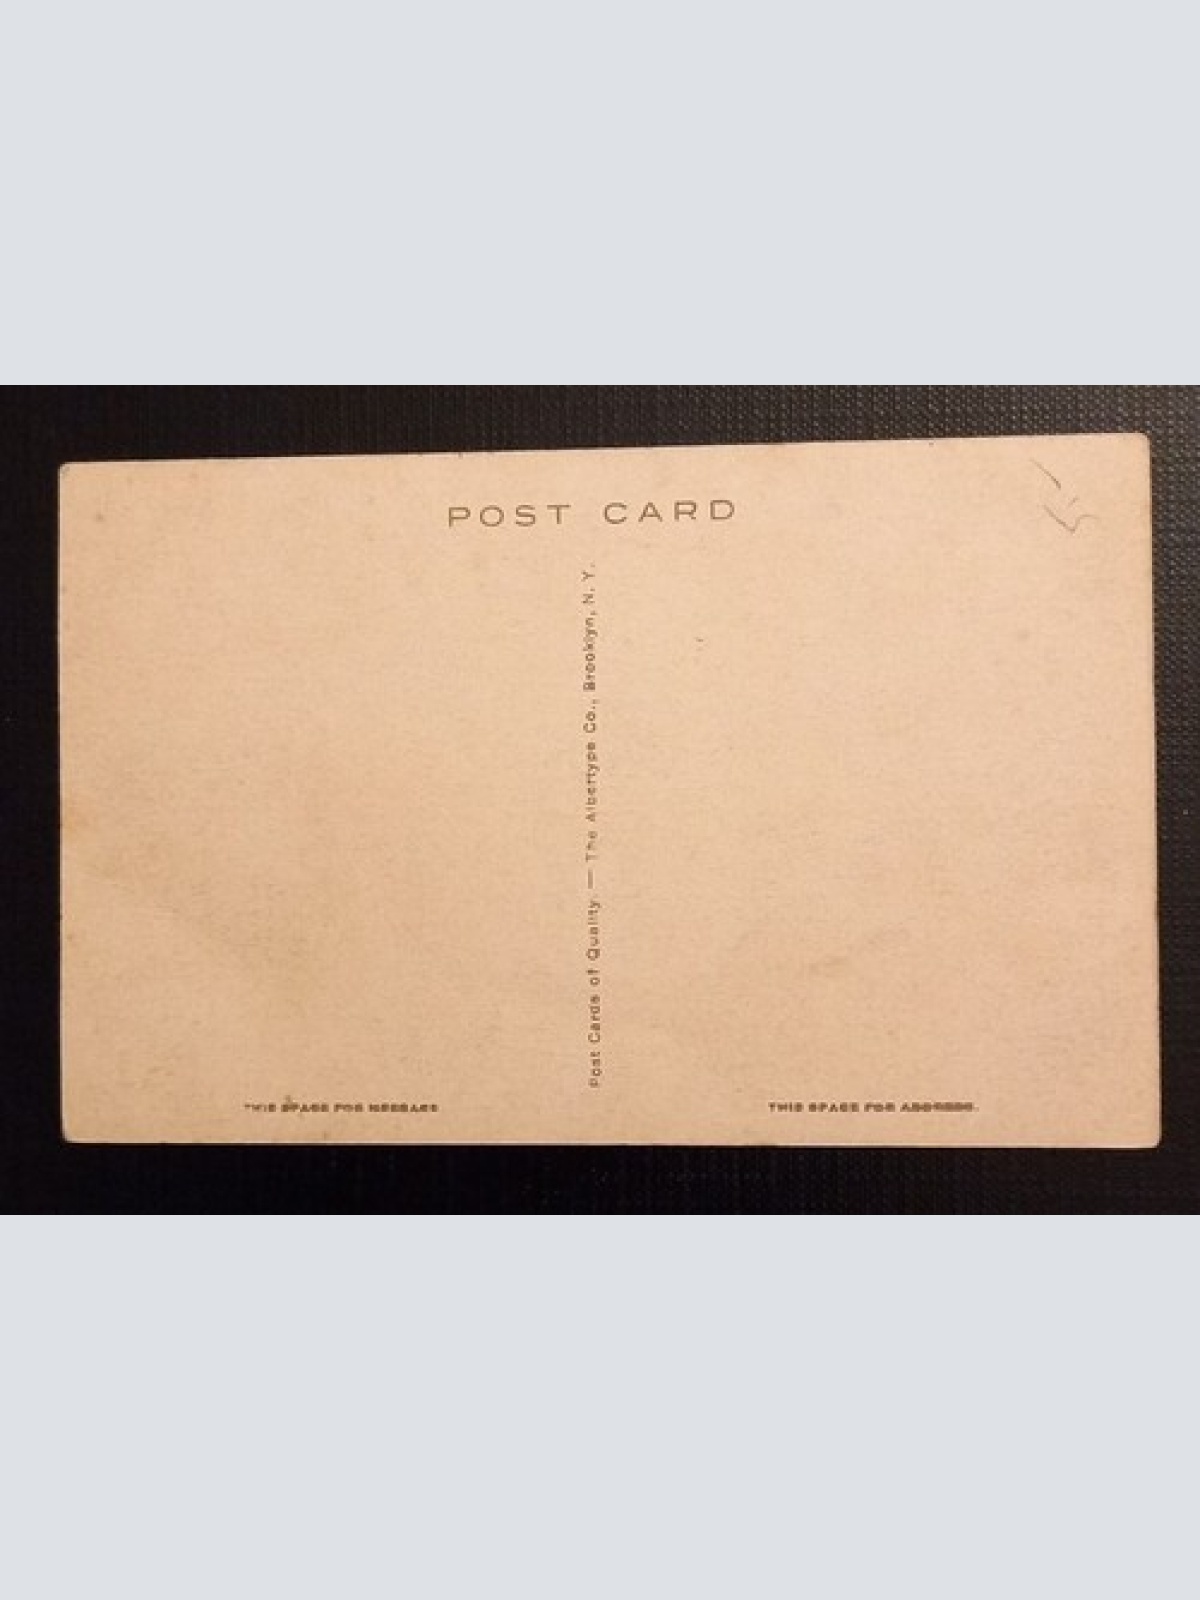 POST CARD
Post Cards of Quality. — The Albertype Co., Brooklyn, N. Y.
THIS SPACE FOR MESSAGE
THIS SPACE FOR ADDRESS.